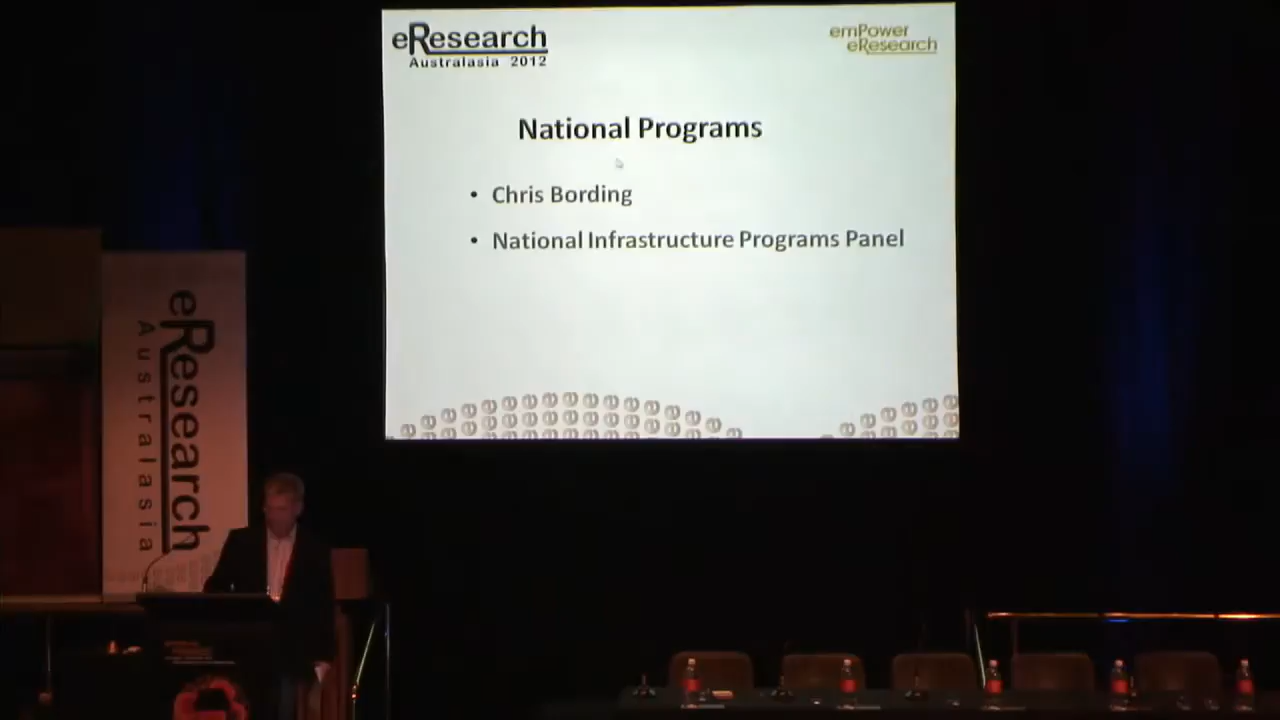 eResearch
Australasia 2012
emPower
eResearch
National Programs
• Chris Bording
• National Infrastructure Programs Panel
eResearch
Australasia